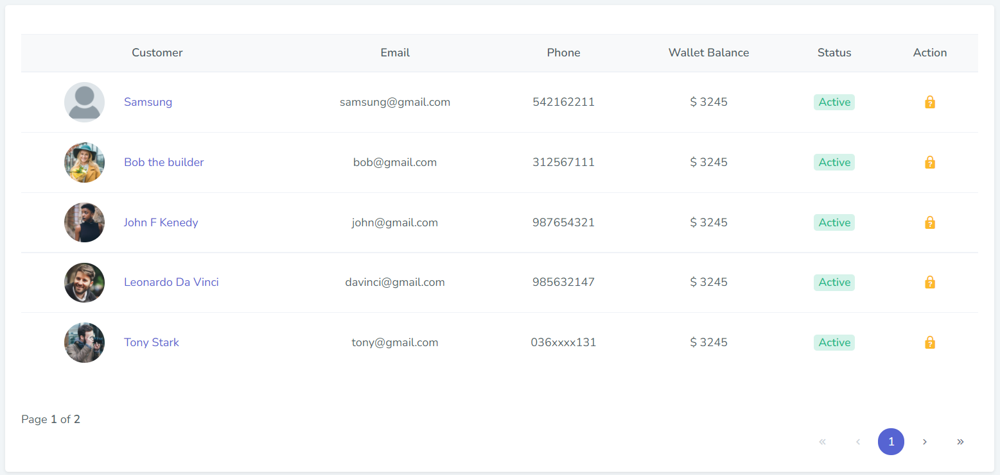 Customer Email Phone Wallet Balance Status Action
Samsung samsung@gmail.com 542162211 $ 3245 Active ?
Bob the builder bob@gmail.com 312567111 $ 3245 Active ?
John F Kenedy john@gmail.com 987654321 $ 3245 Active ?
Leonardo Da Vinci davinci@gmail.com 985632147 $ 3245 Active ?
Tony Stark tony@gmail.com 036xxxx131 $ 3245 Active ?
Page 1 of 2
« ‹ 1 › »